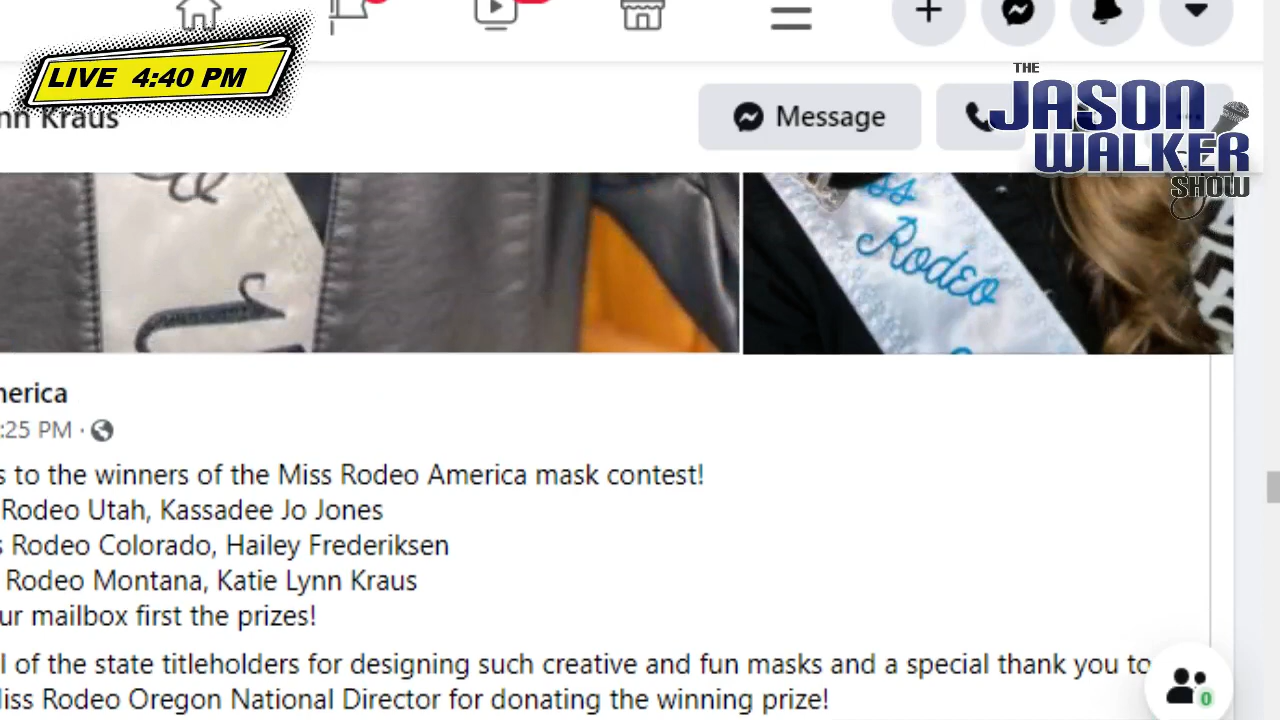 LIVE 4:40 PM
THE
JASON
WALKER
SHOW
nn Kraus
Message
ss
Rodeo
merica
:25 PM ·
s to the winners of the Miss Rodeo America mask contest!
Rodeo Utah, Kassadee Jo Jones
s Rodeo Colorado, Hailey Frederiksen
Rodeo Montana, Katie Lynn Kraus
ur mailbox first the prizes!
l of the state titleholders for designing such creative and fun masks and a special thank you to
liss Rodeo Oregon National Director for donating the winning prize!
0